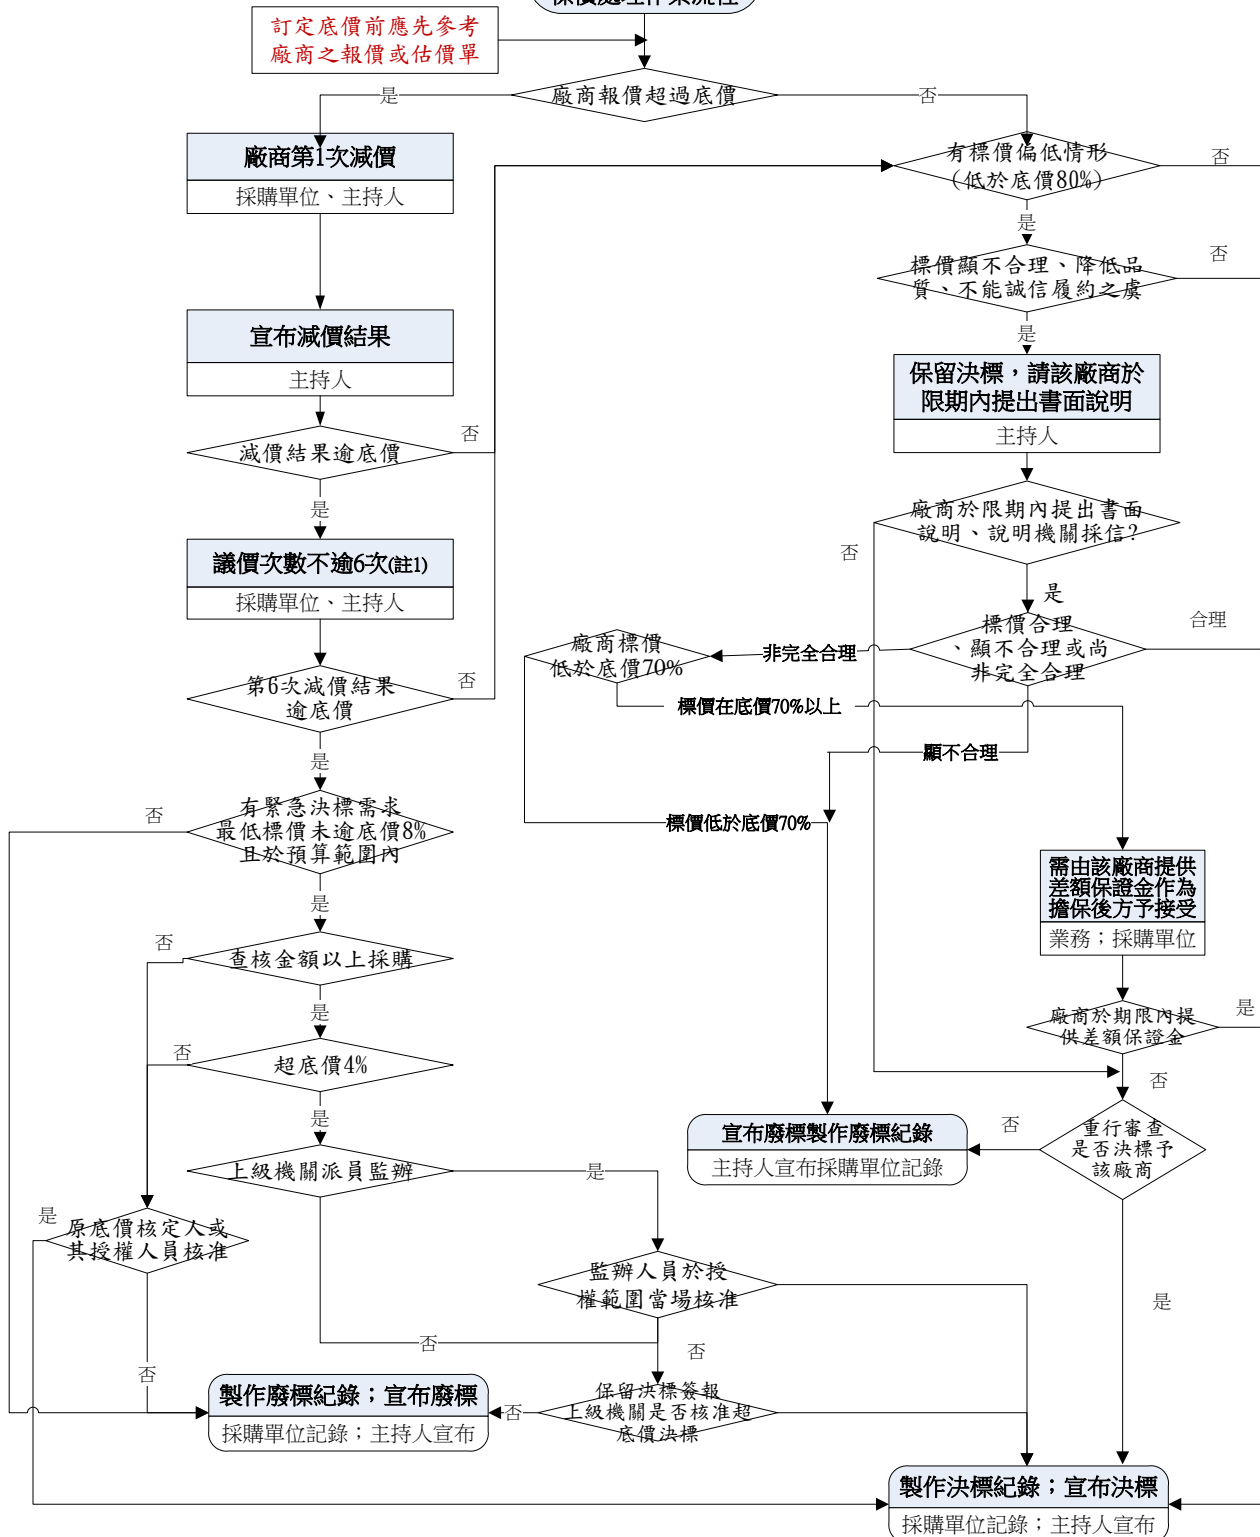 訂定底價前應先參考
廠商之報價或估價單
廠商報價超過底價
是
否
廠商第1次減價
採購單位、主持人
有標價偏低情形
(低於底價80%)
否
是
標價顯不合理、降低品
質、不能誠信履約之虞
否
是
宣布減價結果
主持人
保留決標，請該廠商於
限期內提出書面說明
主持人
減價結果逾底價
否
是
廠商於限期內提出書面
說明、說明機關採信?
否
是
議價次數不逾6次(註1)
採購單位、主持人
標價合理
、顯不合理或尚
非完全合理
合理
非完全合理
廠商標價
低於底價70%
第6次減價結果
逾底價
否
標價在底價70%以上
顯不合理
是
有緊急決標需求
最低標價未逾底價8%
且於預算範圍內
否
標價低於底價70%
是
需由該廠商提供
差額保證金作為
擔保後方予接受
業務；採購單位
查核金額以上採購
否
是
廠商於期限內提
供差額保證金
是
否
超底價4%
否
是
宣布廢標製作廢標紀錄
主持人宣布採購單位記錄
否
重行審查
是否決標予
該廠商
上級機關派員監辦
是
是
原底價核定人或
其授權人員核准
監辦人員於授
權範圍當場核准
是
否
否
否
製作廢標紀錄；宣布廢標
採購單位記錄；主持人宣布
否
保留決標簽報
上級機關是否核准超
底價決標
製作決標紀錄；宣布決標
採購單位記錄；主持人宣布